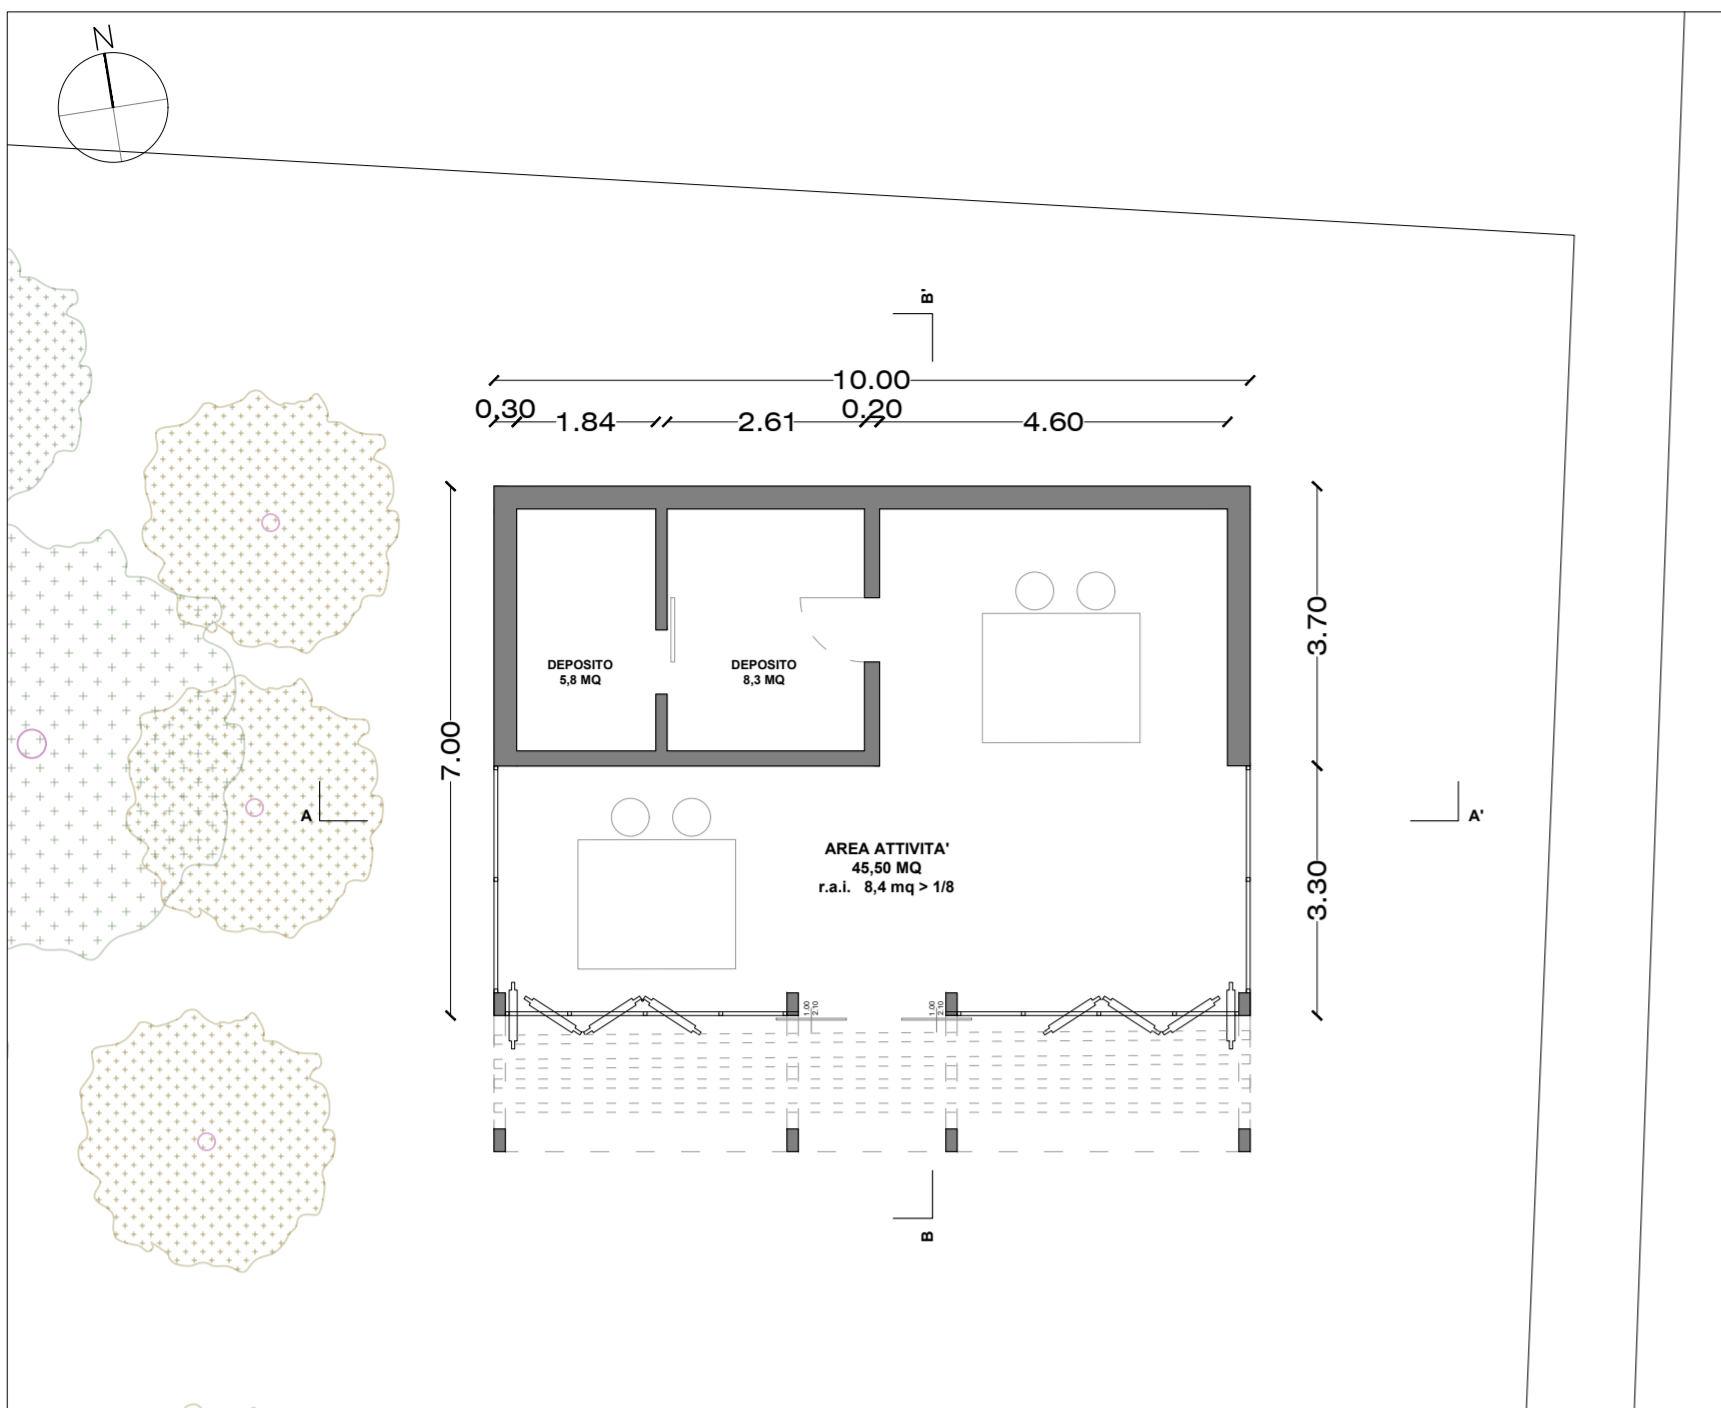 N
B'
10.00
0.30
1.84
2.61
0.20
4.60
7.00
3.70
3.30
DEPOSITO
5,8 MQ
DEPOSITO
8,3 MQ
A
A'
AREA ATTIVITA'
45,50 MQ
r.a.i. 8,4 mq > 1/8
1.00
2.10
1.00
2.10
B